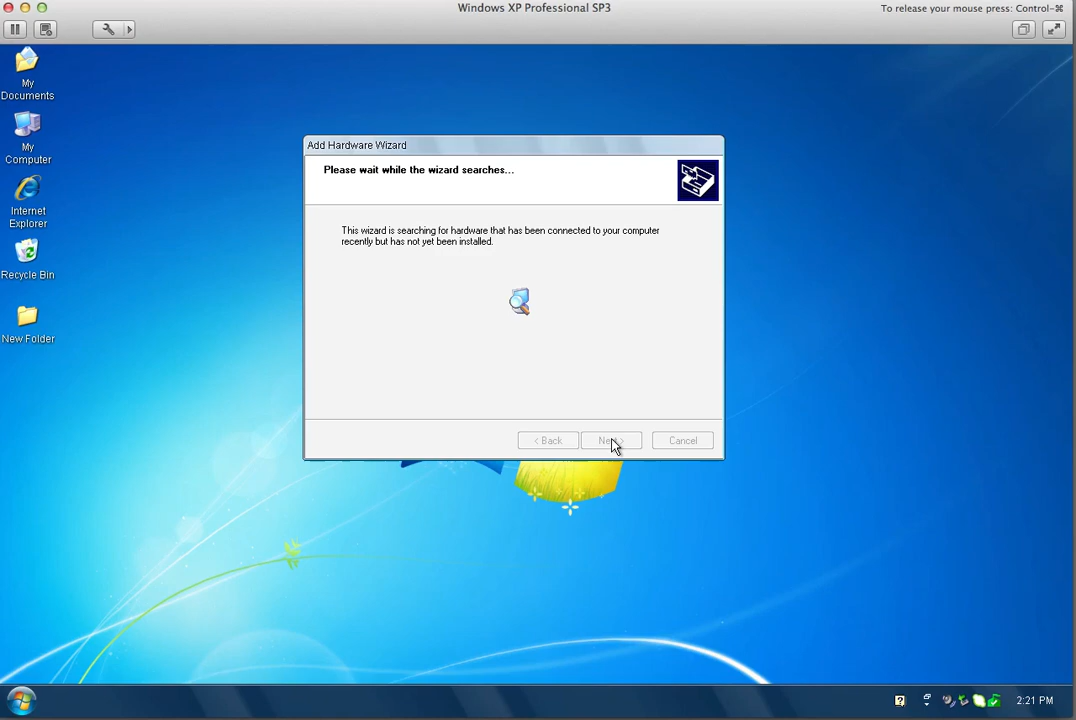 Windows XP Professional SP3
To release your mouse press: Control-⌘
My
Documents
My
Computer
Internet
Explorer
Recycle Bin
New Folder
Add Hardware Wizard
Please wait while the wizard searches...
This wizard is searching for hardware that has been connected to your computer
recently but has not yet been installed.
< Back
Cancel
2:21 PM